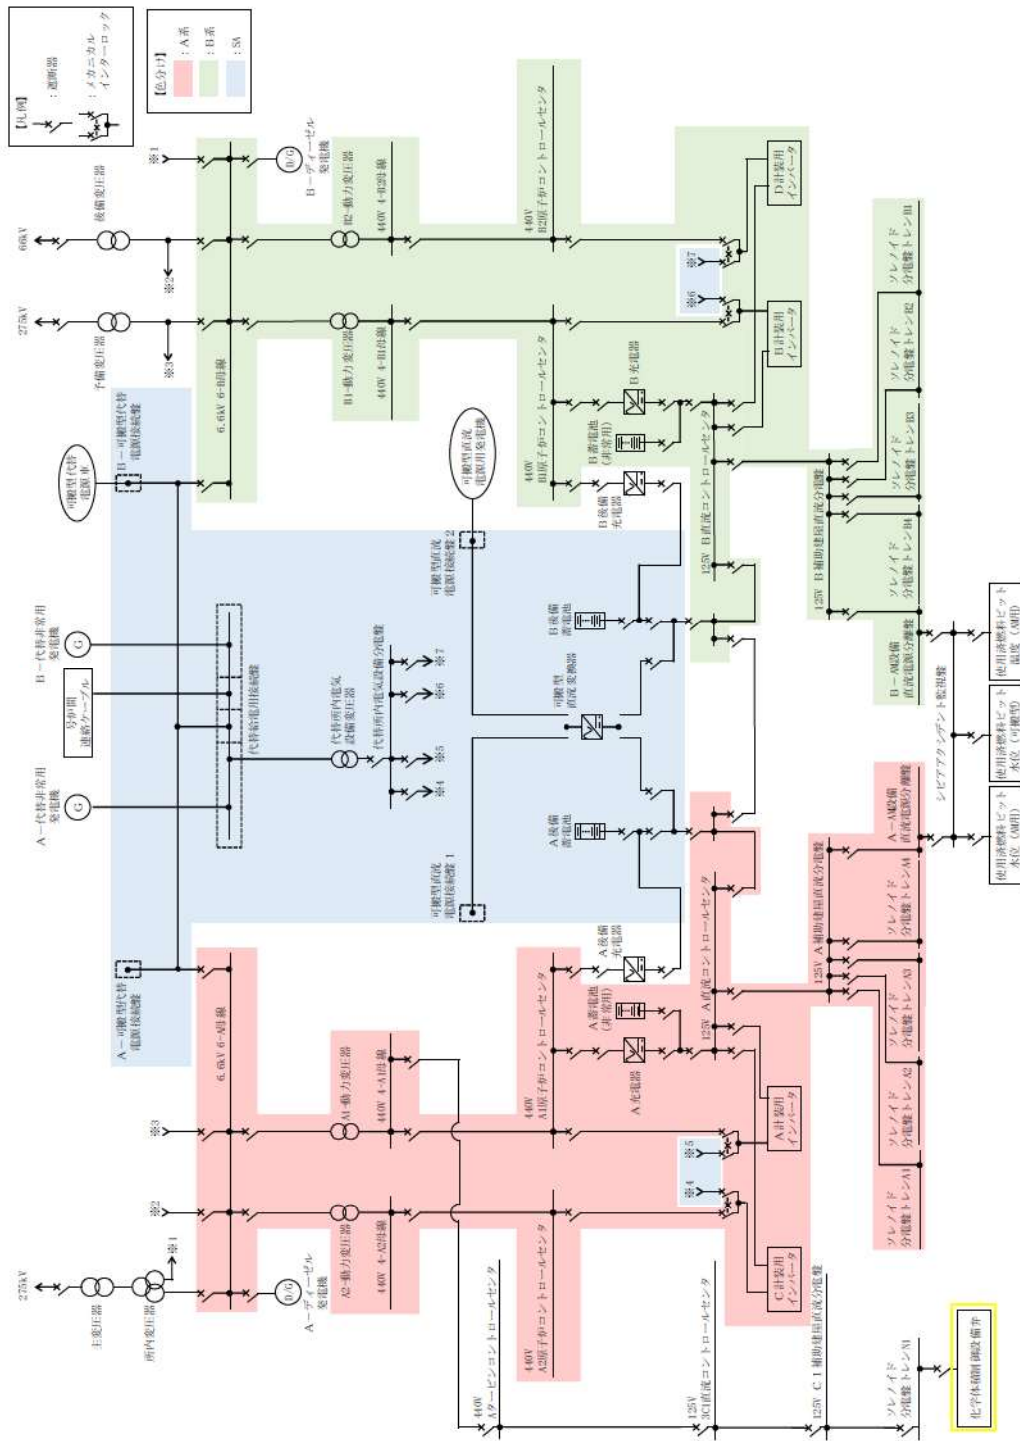 【凡例】
：遮断器
：メカニカル
インターロック
【色分け】
：A系
：B系
：SA
275kV
主変圧器
所内変圧器
※1
※2
※3
A－ディーゼル
発電機
D/G
6.6kV 6-A母線
A－可搬型代替
電源接続盤
A－代替非常用
発電機
G
号炉間
連絡ケーブル
B－代替非常用
発電機
G
可搬型代替
電源車
B－可搬型代替
電源接続盤
275kV
予備変圧器
※3
66kV
後備変圧器
※2
※1
6.6kV 6-B母線
D/G
B－ディーゼル
発電機
代替給電用接続盤
代替所内電気
設備変圧器
代替所内電気設備分電盤
※4
※5
※6
※7
A2-動力変圧器
440V 4-A2母線
A1-動力変圧器
440V 4-A1母線
B1-動力変圧器
440V 4-B1母線
B2-動力変圧器
440V 4-B2母線
可搬型直流
電源接続盤1
可搬型直流
電源接続盤2
可搬型直流
電源用発電機
440V
Aタービンコントロールセンタ
440V
A2原子炉コントロールセンタ
440V
A1原子炉コントロールセンタ
440V
B1原子炉コントロールセンタ
440V
B2原子炉コントロールセンタ
A充電器
A蓄電池
(非常用)
A後備
充電器
A後備
蓄電池
可搬型
直流変換器
B後備
蓄電池
B後備
充電器
B蓄電池
(非常用)
B充電器
※4
※5
※6
※7
125V
3C1直流コントロールセンタ
125V A直流コントロールセンタ
125V B直流コントロールセンタ
C計装用
インバータ
A計装用
インバータ
B計装用
インバータ
D計装用
インバータ
125V C1補助建屋直流分電盤
125V A補助建屋直流分電盤
125V B補助建屋直流分電盤
ソレノイド
分電盤トレンN1
ソレノイド
分電盤トレンA1
ソレノイド
分電盤トレンA2
ソレノイド
分電盤トレンA3
ソレノイド
分電盤トレンA4
A－AM設備
直流電源分離盤
B－AM設備
直流電源分離盤
ソレノイド
分電盤トレンB4
ソレノイド
分電盤トレンB3
ソレノイド
分電盤トレンB2
ソレノイド
分電盤トレンB1
シビアアクシデント監視盤
化学体積制御設備弁
使用済燃料ピット
水位（AM用）
使用済燃料ピット
水位（可搬型）
使用済燃料ピット
温度（AM用）